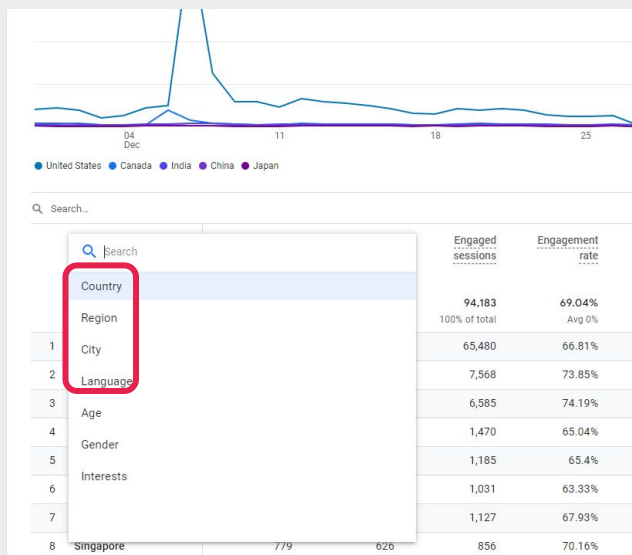 04
Dec
11
18
25
United States Canada India China Japan
Search...
Search
Country
Region
City
Language
Age
Gender
Interests
Engaged sessions Engagement rate
94,183 69.04%
100% of total Avg 0%
1 65,480 66.81%
2 7,568 73.85%
3 6,585 74.19%
4 1,470 65.04%
5 1,185 65.4%
6 1,031 63.33%
7 1,127 67.93%
8 Singapore 779 626 856 70.16%